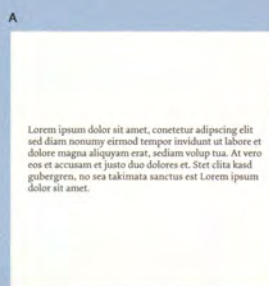 A
Lorem ipsum dolor sit amet, conetetur adipscing elit
sed diam nonumy eirmod tempor invidunt ut labore et
dolore magna aliquyam erat, sediam volup tua. At vero
eos et accusam et justo duo dolores et. Stet clita kasd
gubergren, no sea takimata sanctus est Lorem ipsum
dolor sit amet.